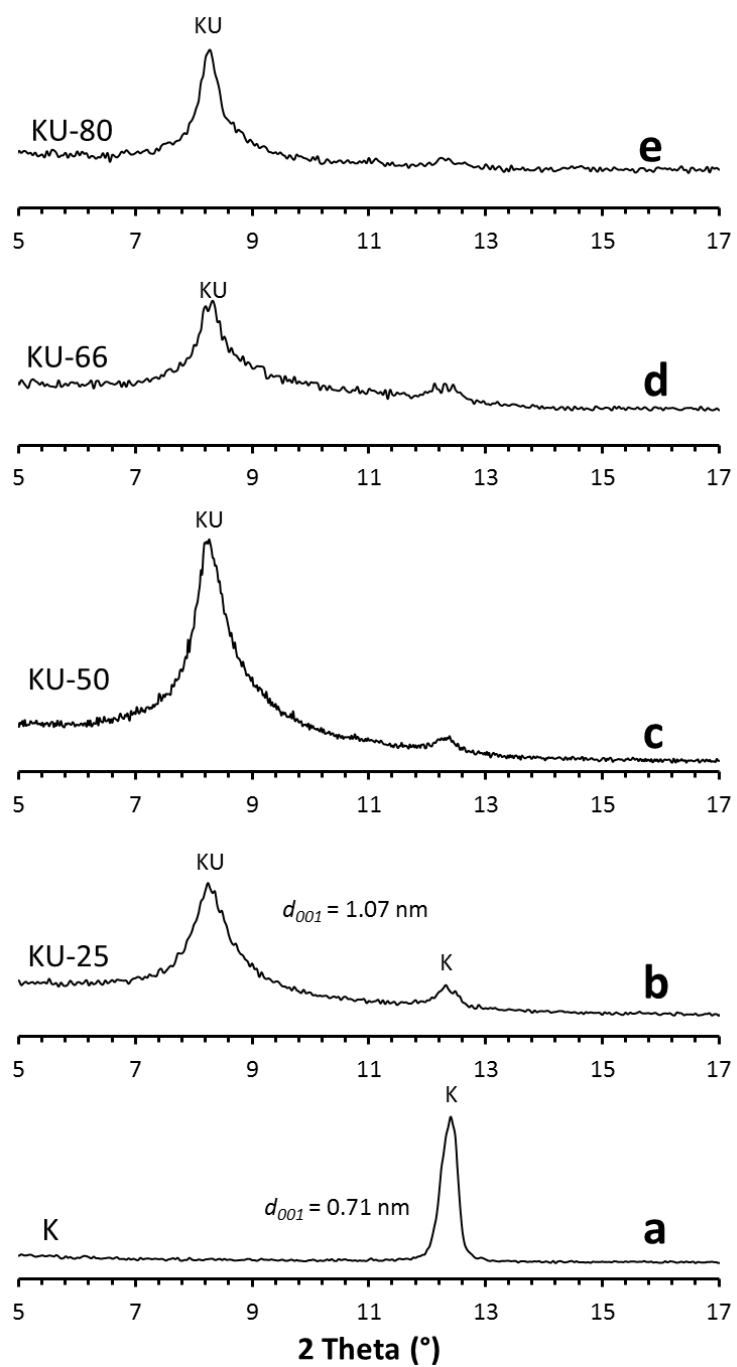 KU
KU-80
e
5 7 9 11 13 15 17
KU
KU-66
d
5 7 9 11 13 15 17
KU
KU-50
c
5 7 9 11 13 15 17
KU
d001 = 1.07 nm
KU-25
K
b
5 7 9 11 13 15 17
K
d001 = 0.71 nm
K
a
5 7 9 11 13 15 17
2 Theta (°)